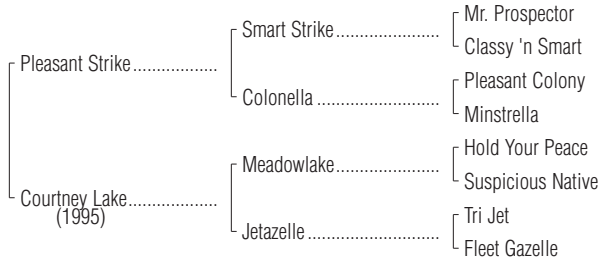 Mr. Prospector
Smart Strike
Classy 'n Smart
Pleasant Strike
Pleasant Colony
Colonella
Minstrella
Hold Your Peace
Meadowlake
Suspicious Native
Courtney Lake
(1995)
Tri Jet
Jetazelle
Fleet Gazelle